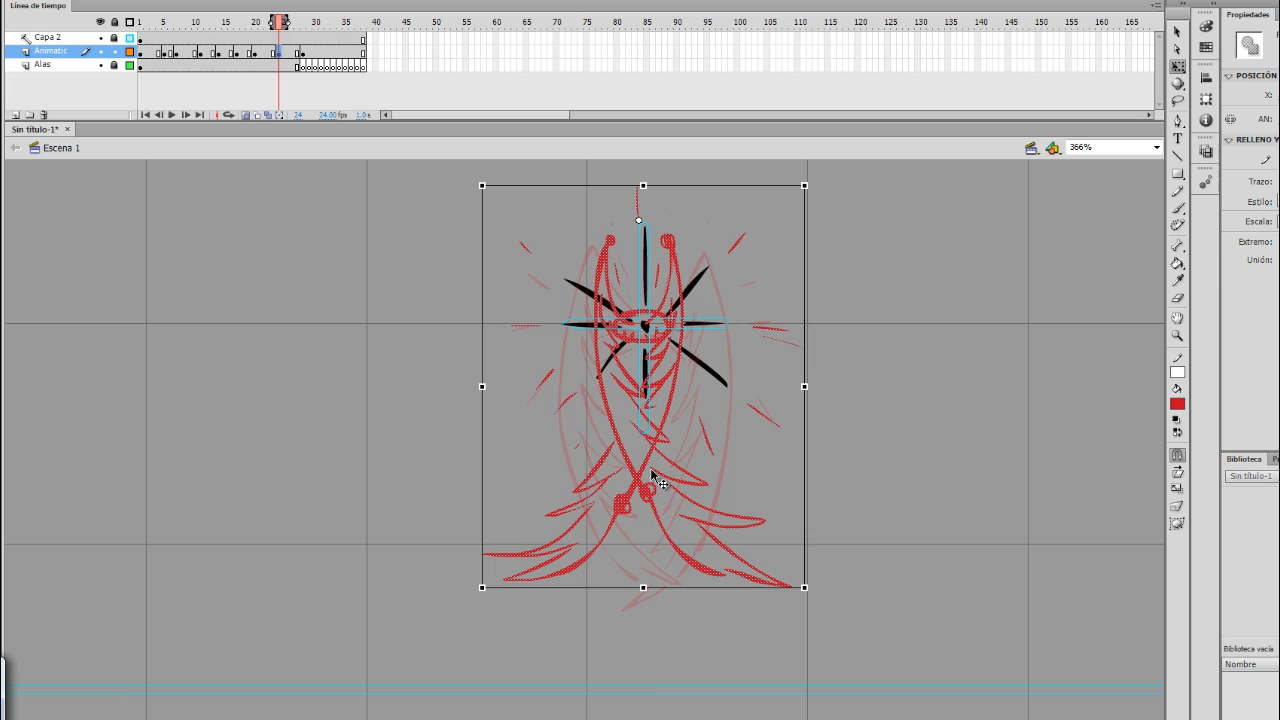 Línea de tiempo
1 5 10 15 20 30 35 40 45 50 55 60 65 70 75 80 85 90 95 100 105 110 115 120 125 130 135 140 145 150 155 160 165
Capa 2
Animatic
Alas
24 24.00 fps 1.0 s
Sin título-1* ×
Escena 1
366%
T
Propiedades
POSICIÓN
X:
AN:
RELLENO Y
Trazo:
Estilo:
Escala:
Extremo:
Unión:
Biblioteca
Sin título-1
Biblioteca vacía
Nombre